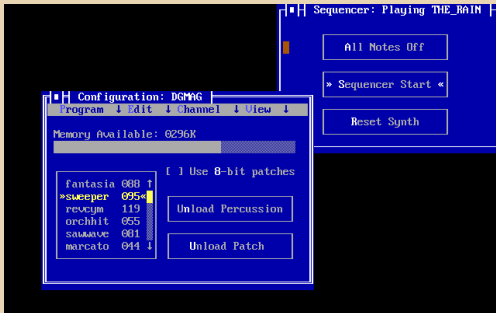 Sequencer: Playing THE_RAIN
All Notes Off
» Sequencer Start «
Reset Synth
Configuration: DGMAG
Program ↓ Edit ↓ Channel ↓ View ↓
Memory Available: 0296K
[ ] Use 8-bit patches
fantasia 088 ↑
»sweeper 095«
revcym 119
orchhit 055
sawwave 081
marcato 044 ↓
Unload Percussion
Unload Patch